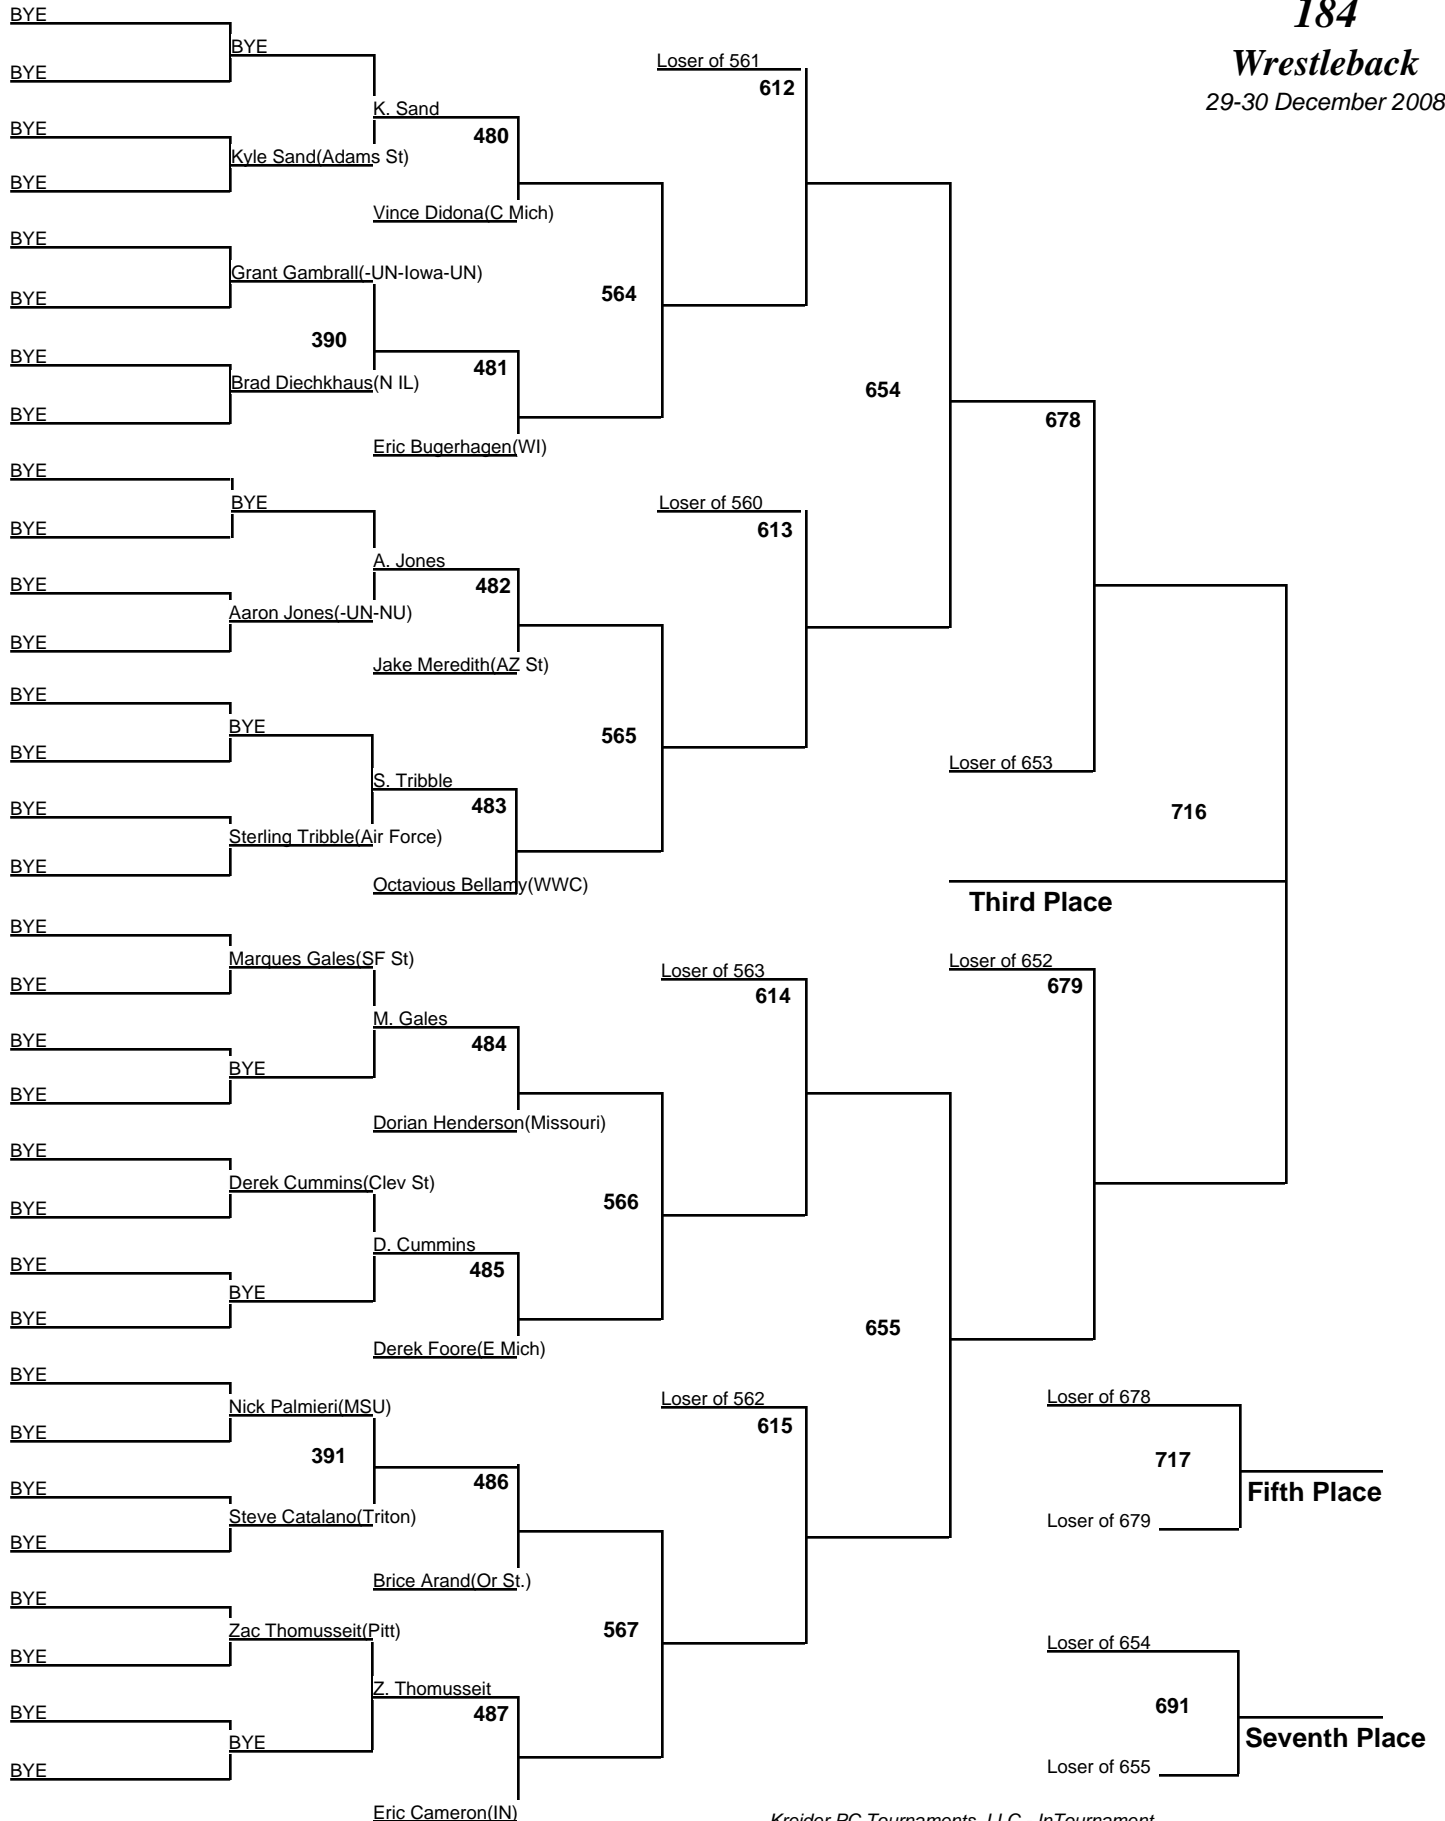 184
Wrestleback
29-30 December 2008
BYE
BYE
BYE
K. Sand
480
BYE
Kyle Sand(Adams St)
BYE
Vince Didona(C Mich)
BYE
Grant Gambrall(-UN-Iowa-UN)
BYE
390
481
BYE
Brad Diechkhaus(N IL)
BYE
Eric Bugerhagen(WI)
564
Loser of 561
612
BYE
BYE
BYE
A. Jones
482
BYE
Aaron Jones(-UN-NU)
BYE
Jake Meredith(AZ St)
BYE
BYE
BYE
S. Tribble
483
BYE
Sterling Tribble(Air Force)
BYE
Octavious Bellamy(WWC)
565
Loser of 560
613
654
678
Loser of 653
716
Third Place
BYE
Marques Gales(SF St)
BYE
M. Gales
484
BYE
BYE
BYE
Dorian Henderson(Missouri)
BYE
Derek Cummins(Clev St)
BYE
D. Cummins
485
BYE
BYE
BYE
Derek Foore(E Mich)
566
Loser of 563
614
Loser of 652
679
655
BYE
Nick Palmieri(MSU)
BYE
391
486
BYE
Steve Catalano(Triton)
BYE
Brice Arand(Or St.)
BYE
Zac Thomusseit(Pitt)
BYE
Z. Thomusseit
487
BYE
BYE
BYE
Eric Cameron(IN)
567
Loser of 562
615
Loser of 678
717
Fifth Place
Loser of 679
Loser of 654
691
Seventh Place
Loser of 655
Kreider PC Tournaments, LLC - InTournament